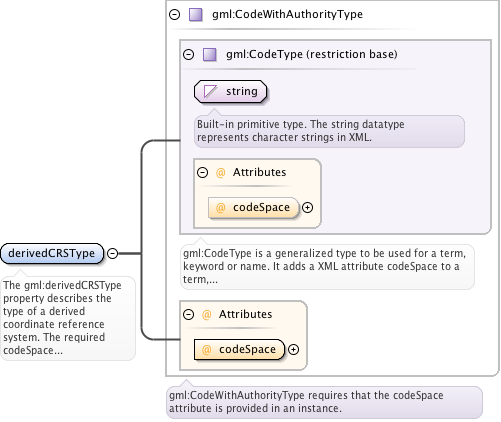 gml:CodeWithAuthorityType
gml:CodeType (restriction base)
string
Built-in primitive type. The string datatype
represents character strings in XML.
@ Attributes
@ codeSpace
derivedCRSType
The gml:derivedCRSType
property describes the
type of a derived
coordinate reference
system. The required
codeSpace...
gml:CodeType is a generalized type to be used for a term,
keyword or name. It adds a XML attribute codeSpace to a
term,...
@ Attributes
@ codeSpace
gml:CodeWithAuthorityType requires that the codeSpace
attribute is provided in an instance.